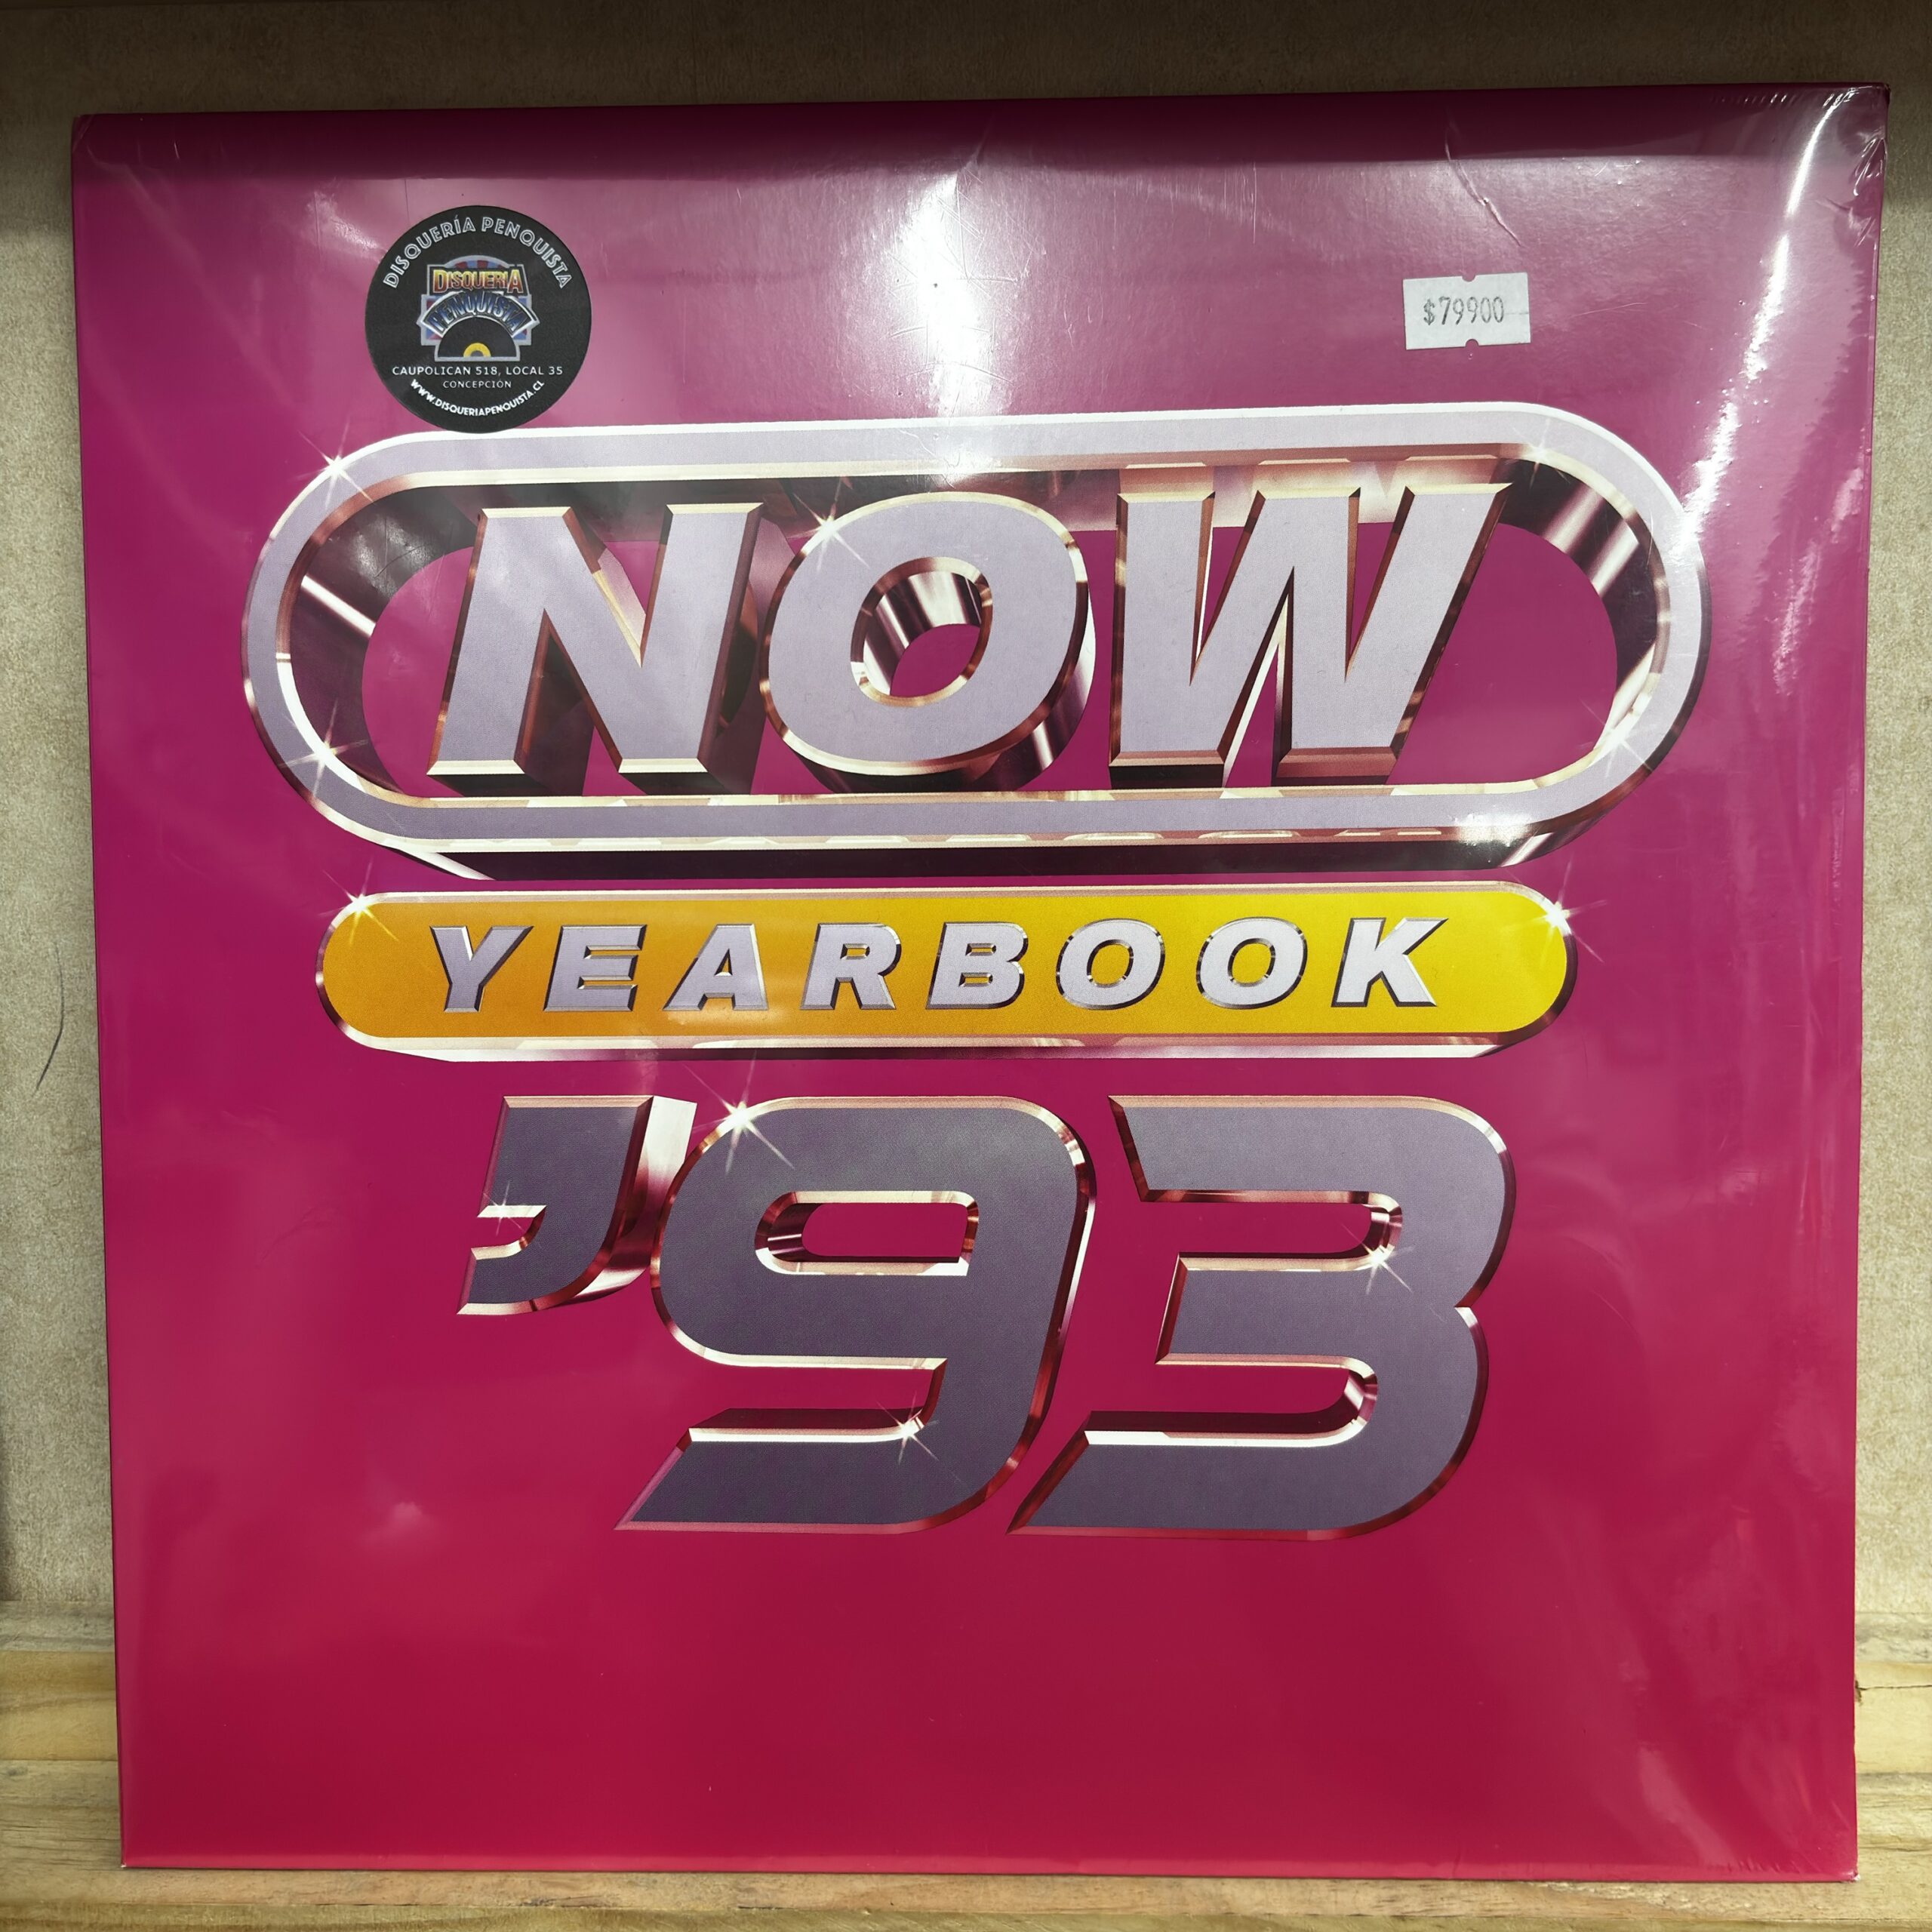 DISQUERÍA PENQUISTA
DISQUERIA
PENQUISTA
CAUPOLICAN 518, LOCAL 35
CONCEPCIÓN
WWW.DISQUERIAPENQUISTA.CL
$79900
NOW
YEARBOOK
'93